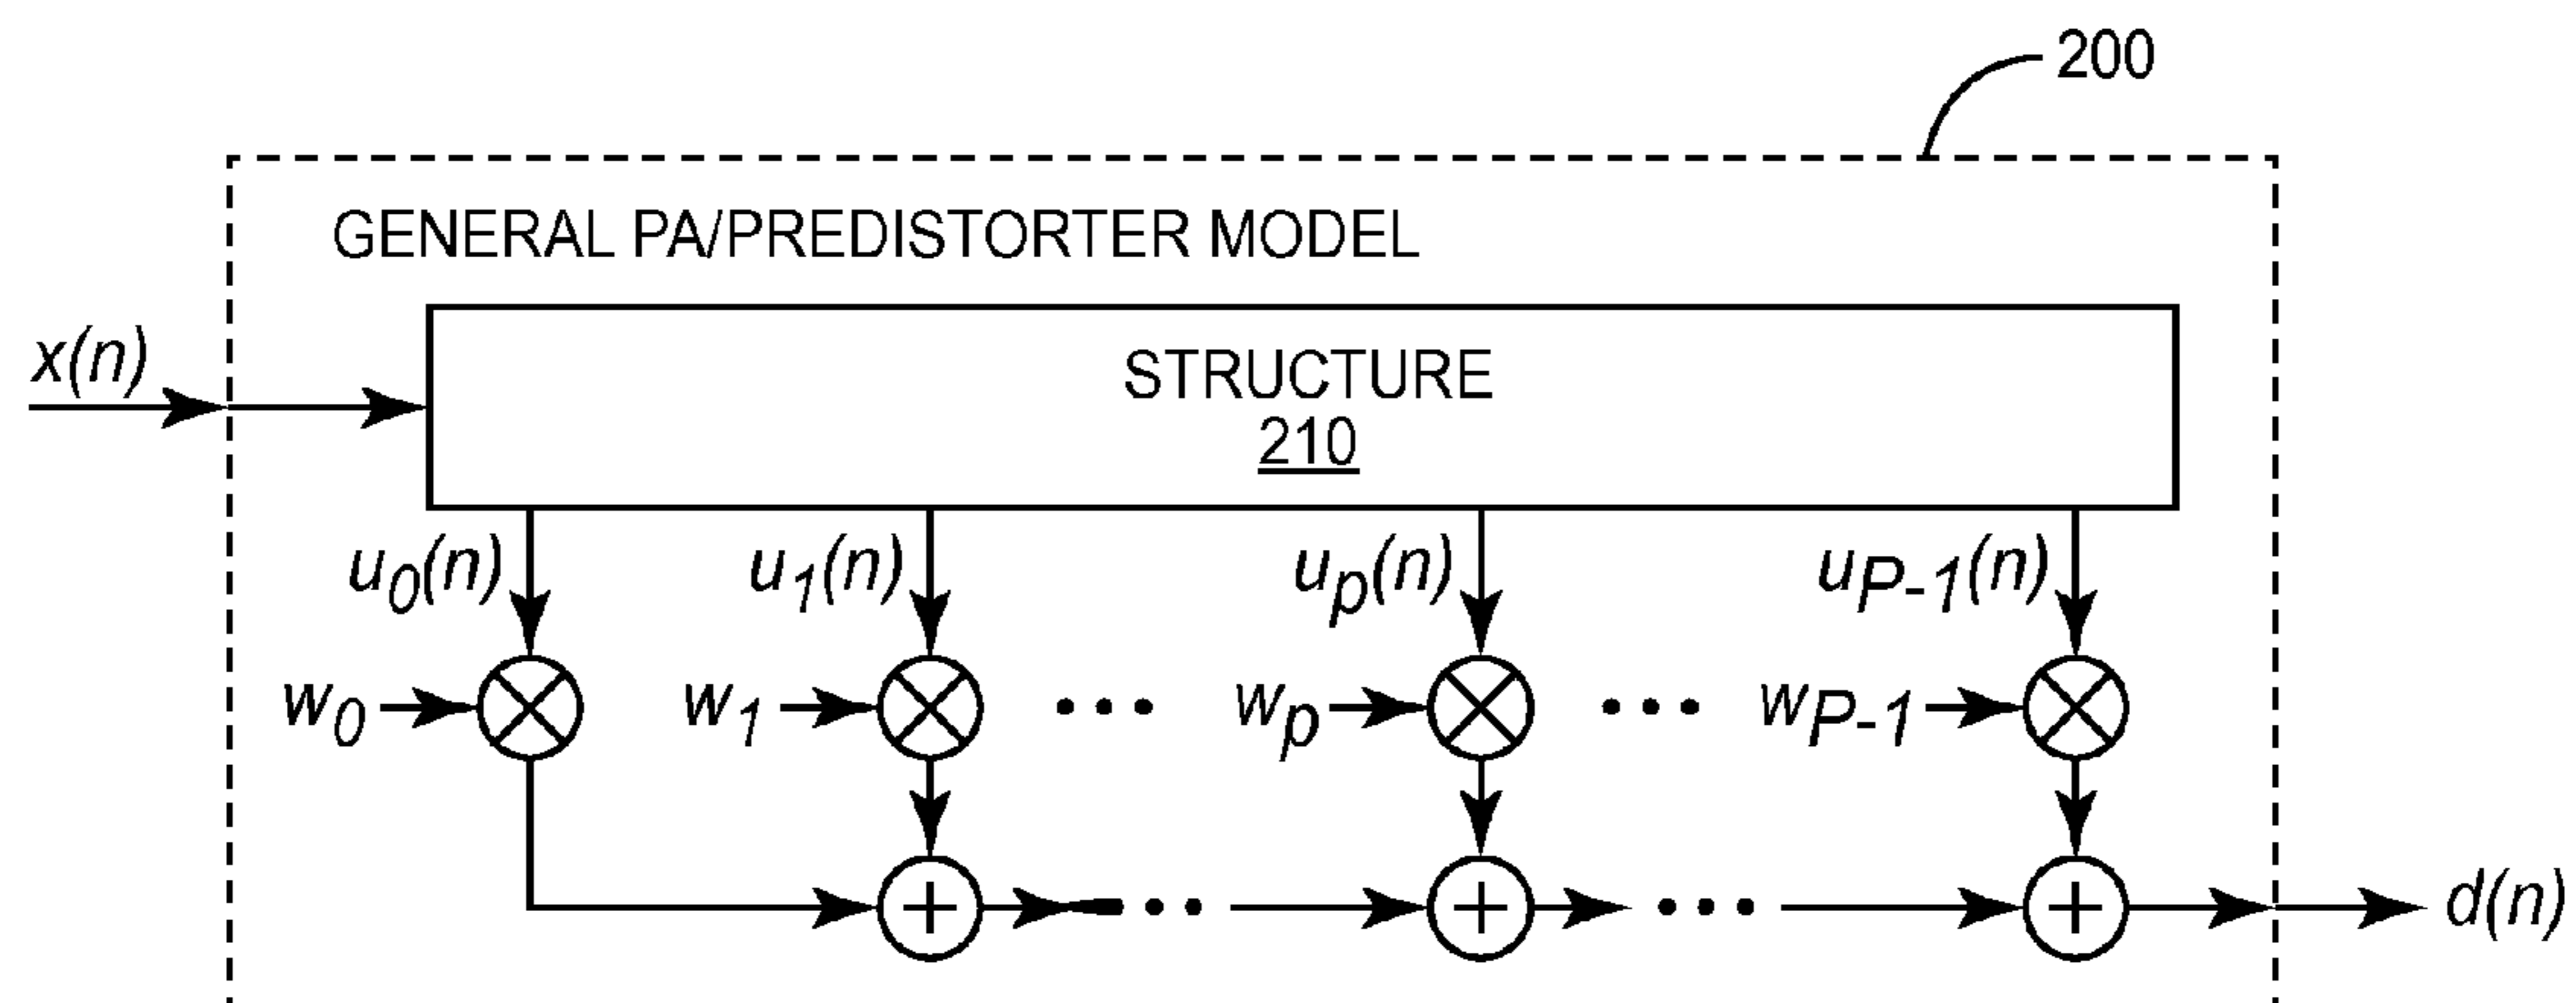 200
GENERAL PA/PREDISTORTER MODEL
x(n)
STRUCTURE
210
u0(n) u1(n) up(n) uP-1(n)
w0 w1 ••• wp ••• wP-1
••• ••• d(n)